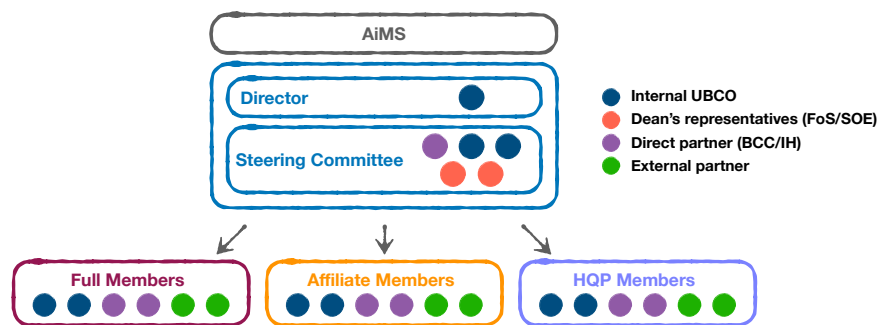 AiMS
Director
Steering Committee
Internal UBCO
Dean's representatives (FoS/SOE)
Direct partner (BCC/IH)
External partner
Full Members
Affiliate Members
HQP Members